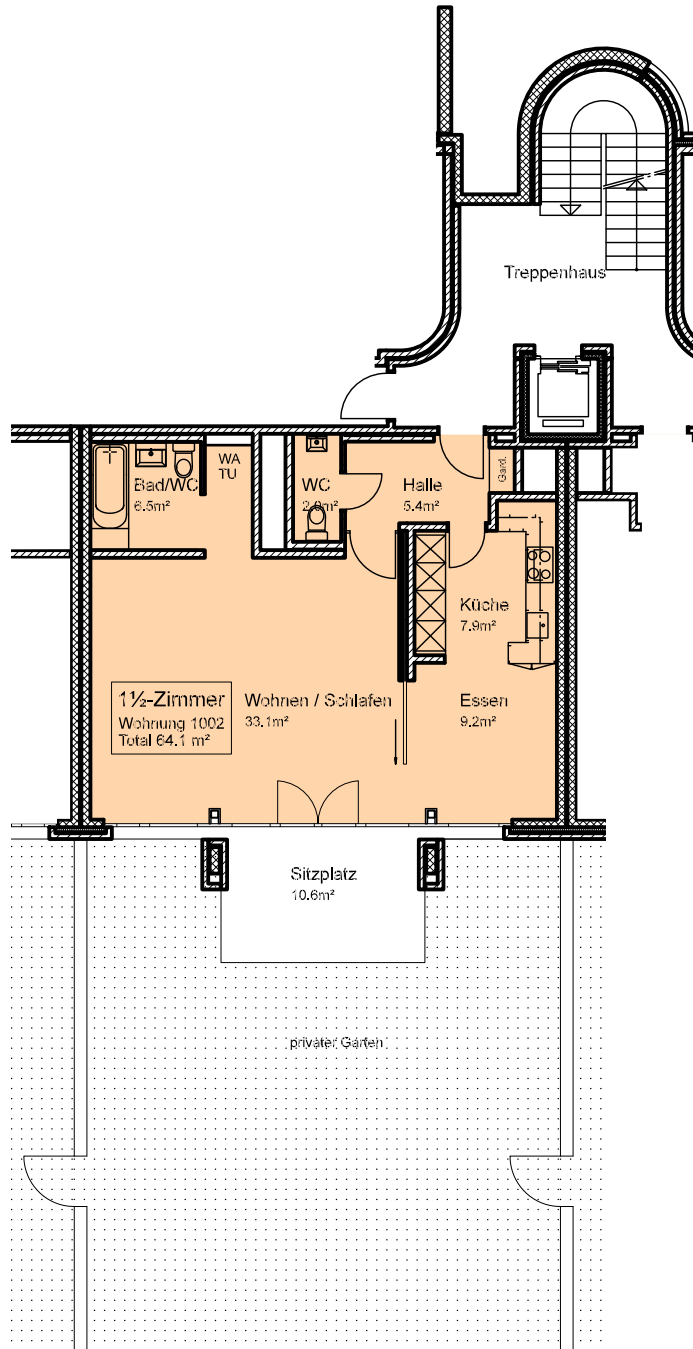 Treppenhaus
WA
TU
Bad/WC
6.5m²
WC
2.0m²
Halle
5.4m²
Gard.
Küche
7.9m²
1½-Zimmer
Wohnung 1002
Total 64.1 m²
Wohnen / Schlafen
33.1m²
Essen
9.2m²
Sitzplatz
10.6m²
privater Garten